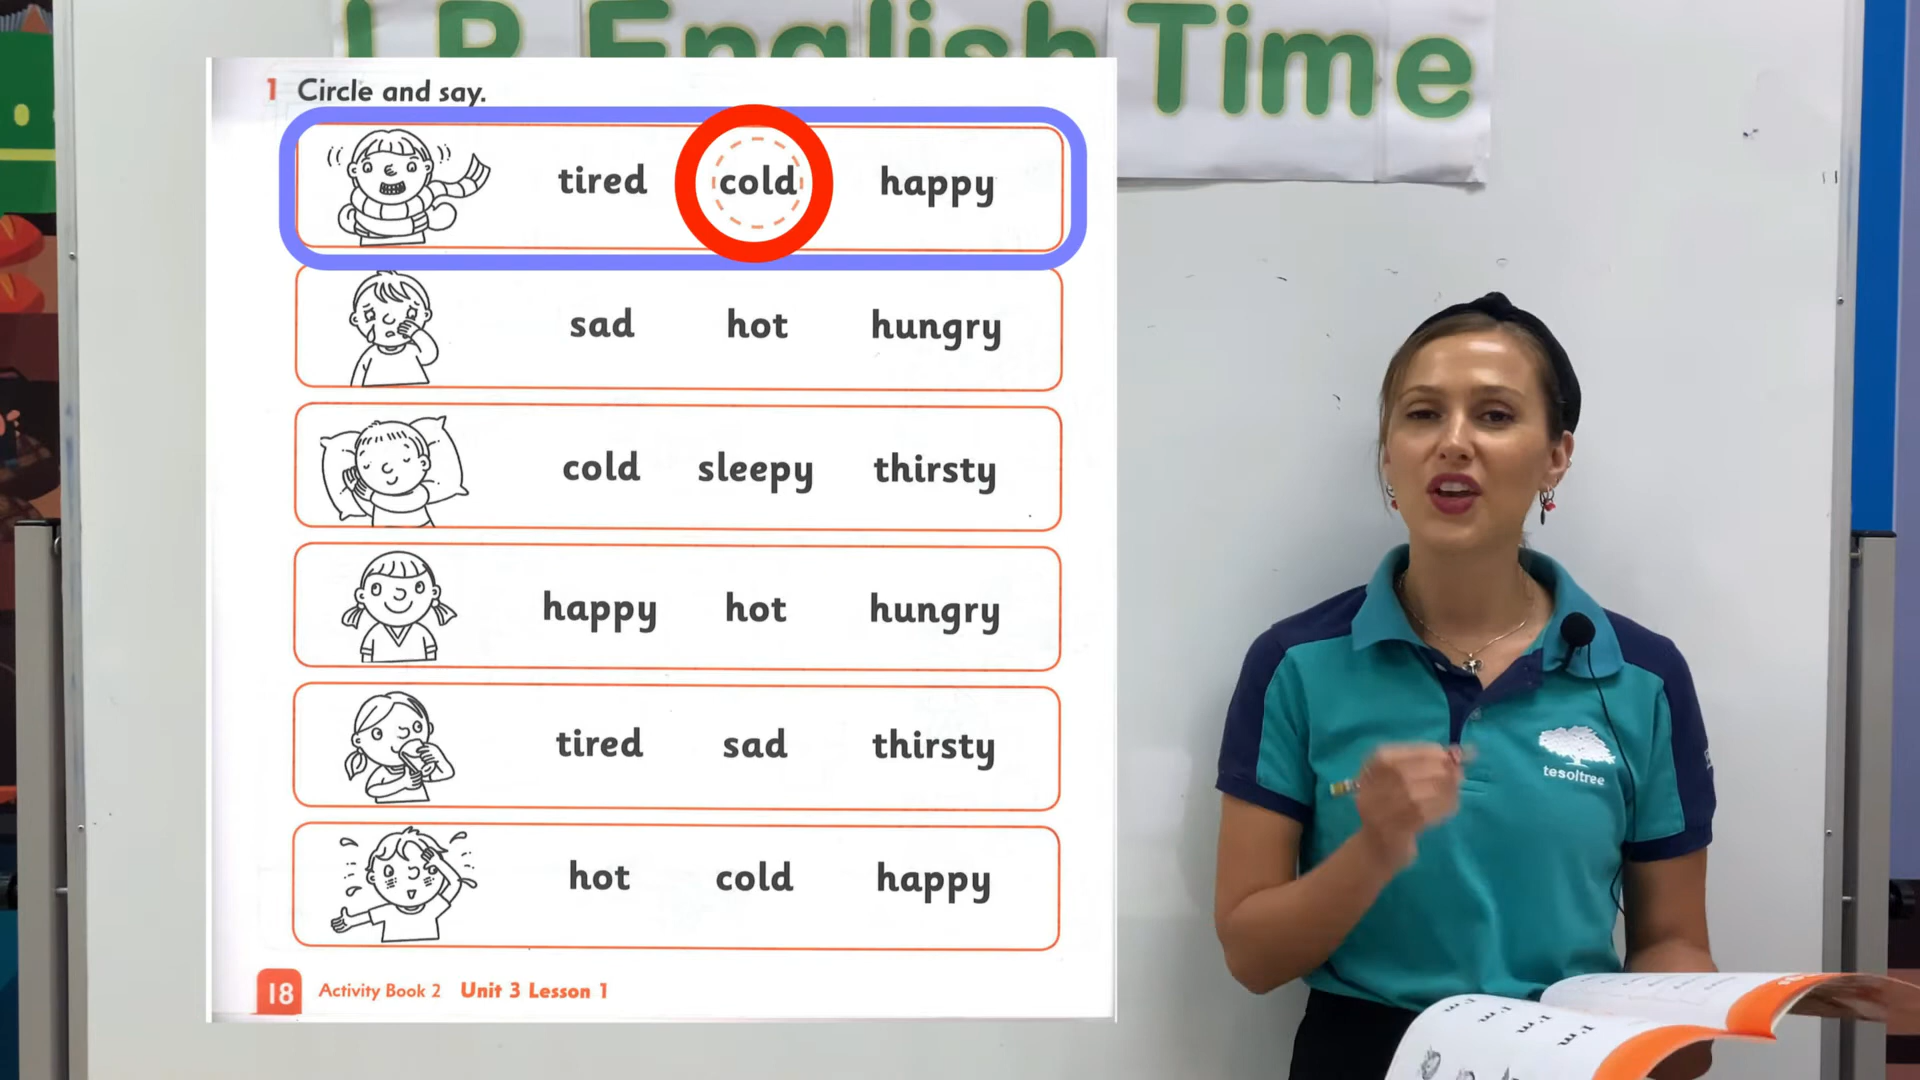 LP English Time
1 Circle and say.
tired cold happy
sad hot hungry
cold sleepy thirsty
happy hot hungry
tired sad thirsty
hot cold happy
18 Activity Book 2 Unit 3 Lesson 1
tesoltree
I'm
I'm
I'm
I'm